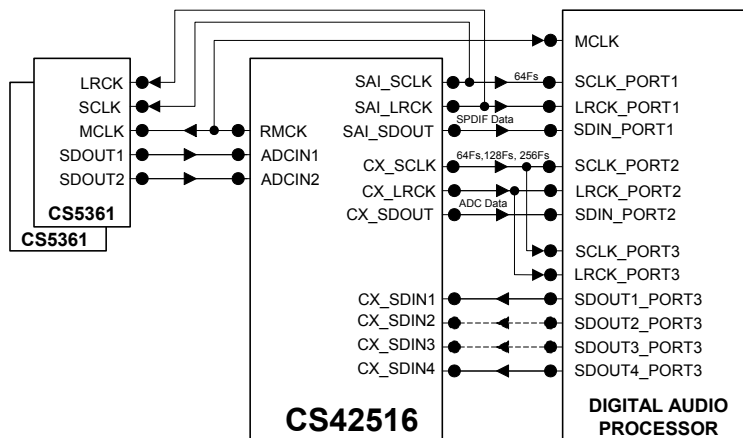 MCLK
LRCK
SCLK
MCLK
SDOUT1
SDOUT2
CS5361
CS5361
RMCK
ADCIN1
ADCIN2
SAI_SCLK
SAI_LRCK
SAI_SDOUT
CX_SCLK
CX_LRCK
CX_SDOUT
CX_SDIN1
CX_SDIN2
CX_SDIN3
CX_SDIN4
CS42516
64Fs
SPDIF Data
64Fs,128Fs, 256Fs
ADC Data
SCLK_PORT1
LRCK_PORT1
SDIN_PORT1
SCLK_PORT2
LRCK_PORT2
SDIN_PORT2
SCLK_PORT3
LRCK_PORT3
SDOUT1_PORT3
SDOUT2_PORT3
SDOUT3_PORT3
SDOUT4_PORT3
DIGITAL AUDIO
PROCESSOR